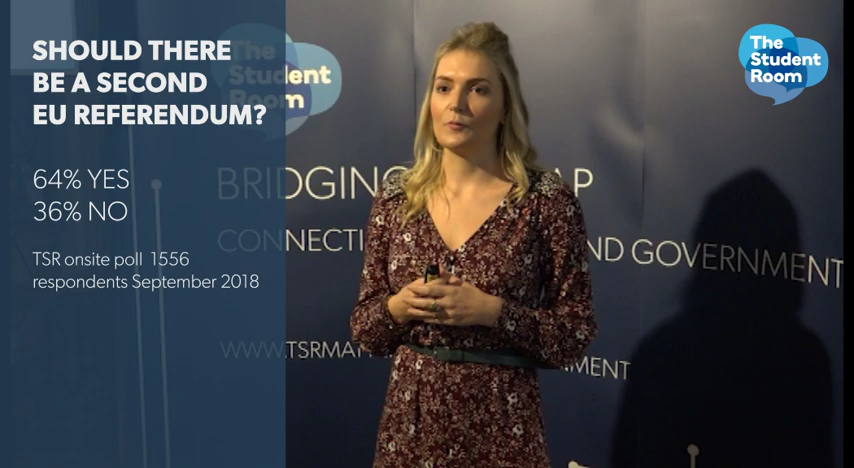 SHOULD THERE
BE A SECOND
EU REFERENDUM?
64% YES
36% NO
TSR onsite poll 1556
respondents September 2018
The
Student
Room
BRIDGING AP
CONNECTI ND GOVERNMENT
WWW.TSRMA MENT
The
Student
Room